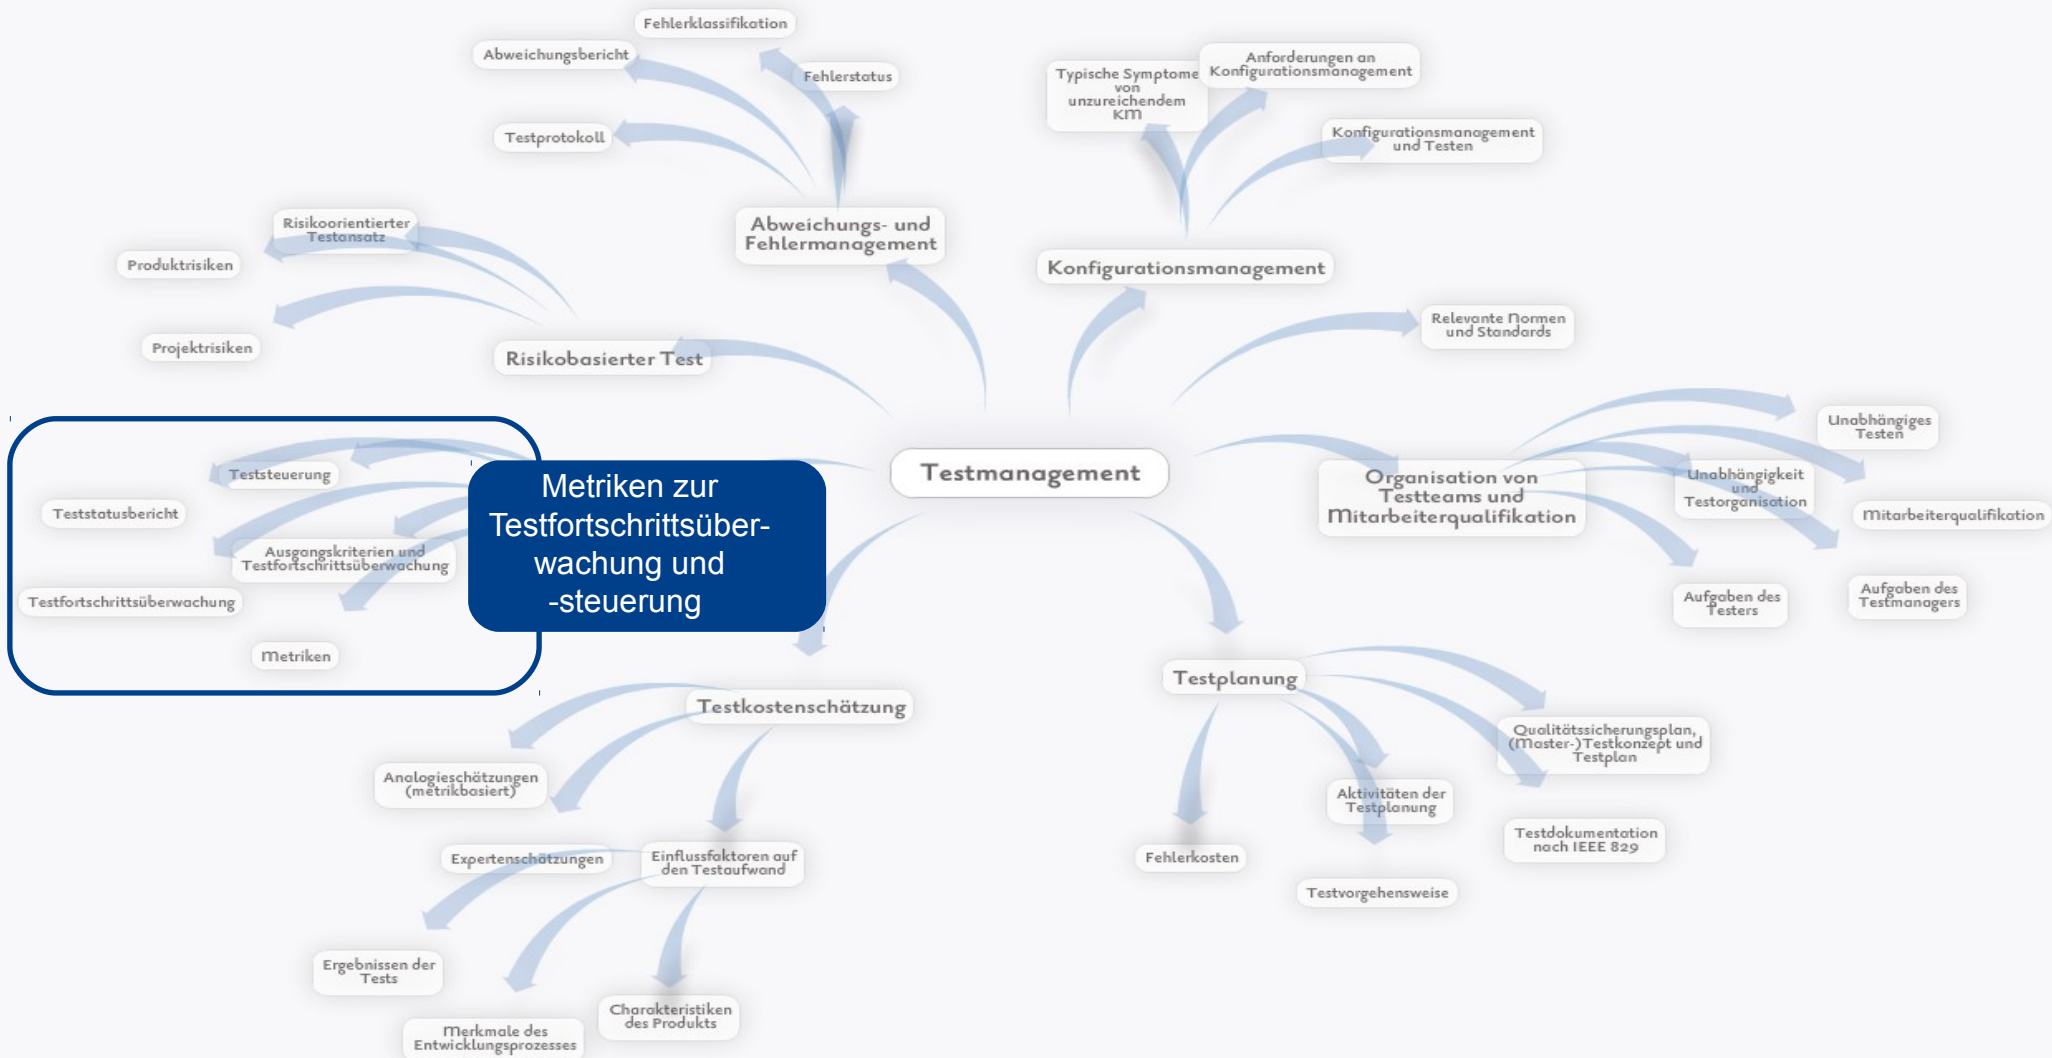 Fehlerklassifikation
Abweichungsbericht
Fehlerstatus
Testprotokoll
Abweichungs- und
Fehlermanagement
Typische Symptome
von
unzureichendem
KM
Anforderungen an
Konfigurationsmanagement
Konfigurationsmanagement
und Testen
Konfigurationsmanagement
Risikoorientierter
Testansatz
Produktrisiken
Projektrisiken
Risikobasierter Test
Relevante Normen
und Standards
Testmanagement
Unabhängiges
Testen
Organisation von
Testteams und
Mitarbeiterqualifikation
Unabhängigkeit
und
Testorganisation
Mitarbeiterqualifikation
Aufgaben des
Testers
Aufgaben des
Testmanagers
Teststeuerung
Teststatusbericht
Ausgangskriterien und
Testfortschrittsüberwachung
Testfortschrittsüberwachung
Metriken
Metriken zur
Testfortschrittsüber-
wachung und
-steuerung
Testkostenschätzung
Analogieschätzungen
(metrikbasiert)
Expertenschätzungen
Einflussfaktoren auf
den Testaufwand
Ergebnissen der
Tests
Merkmale des
Entwicklungsprozesses
Charakteristiken
des Produkts
Testplanung
Qualitätssicherungsplan,
(Master-)Testkonzept und
Testplan
Aktivitäten der
Testplanung
Testdokumentation
nach IEEE 829
Fehlerkosten
Testvorgehensweise